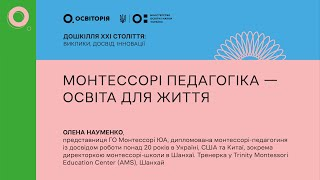 ОСВІТОРІЯ
МІНІСТЕРСТВО
ОСВІТИ І НАУКИ
УКРАЇНИ
ДОШКІЛЛЯ XXI СТОЛІТТЯ:
ВИКЛИКИ, ДОСВІД, ІННОВАЦІЇ
МОНТЕССОРІ ПЕДАГОГІКА —
ОСВІТА ДЛЯ ЖИТТЯ
ОЛЕНА НАУМЕНКО,
представниця ГО Монтессорі ЮА, дипломована монтессорі-педагогиня
із досвідом роботи понад 20 років в Україні, США та Китаї, зокрема
директоркою монтессорі-школи в Шанхаї. Тренерка у Trinity Montessori
Education Center (AMS), Шанхай